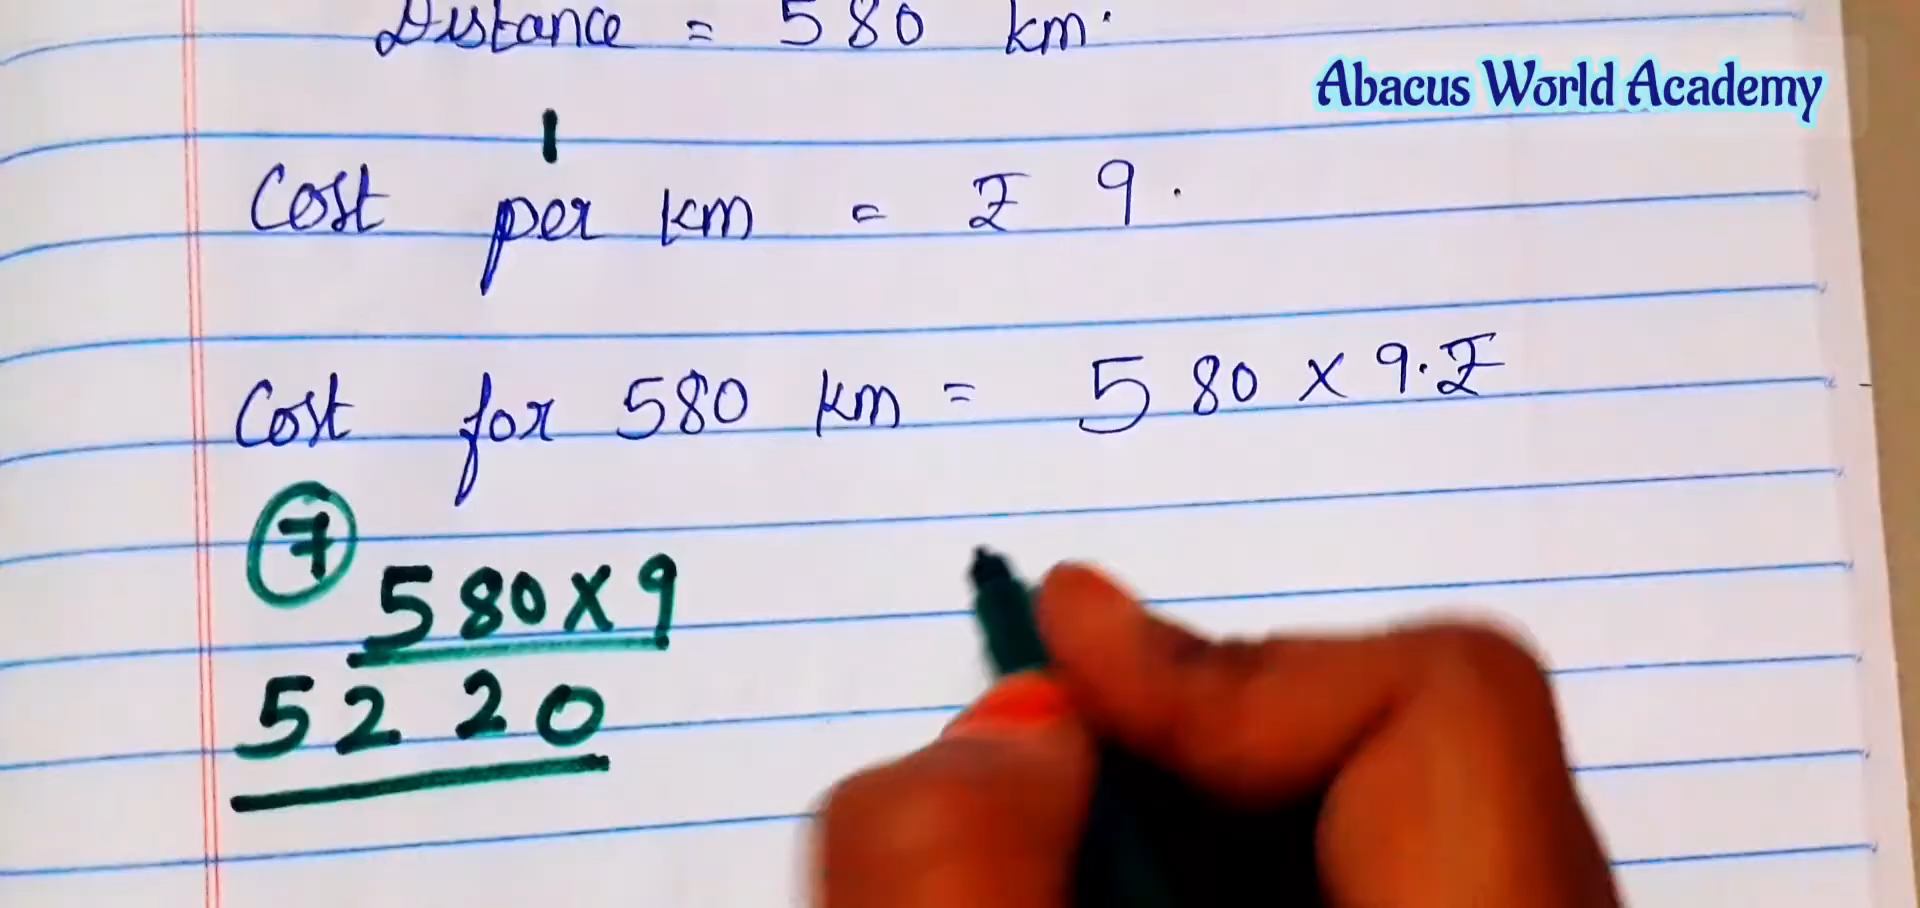 Distance = 580 km.
Abacus World Academy
Cost per km = ₹ 9.
Cost for 580 km = 580 x 9.₹
7
580x9
5220